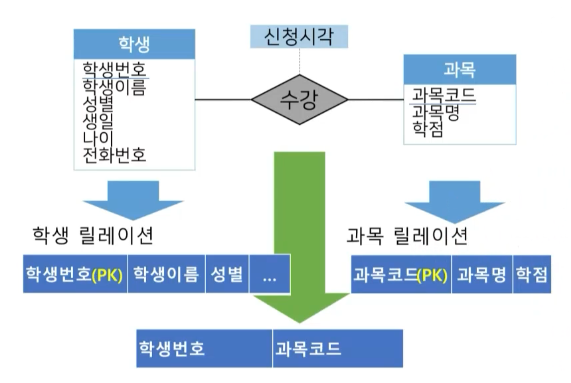 학생
학생번호
학생이름
성별
생일
나이
전화번호
신청시각
수강
과목
과목코드
과목명
학점
학생 릴레이션
학생번호(PK) 학생이름 성별 ...
과목 릴레이션
과목코드(PK) 과목명 학점
학생번호 과목코드